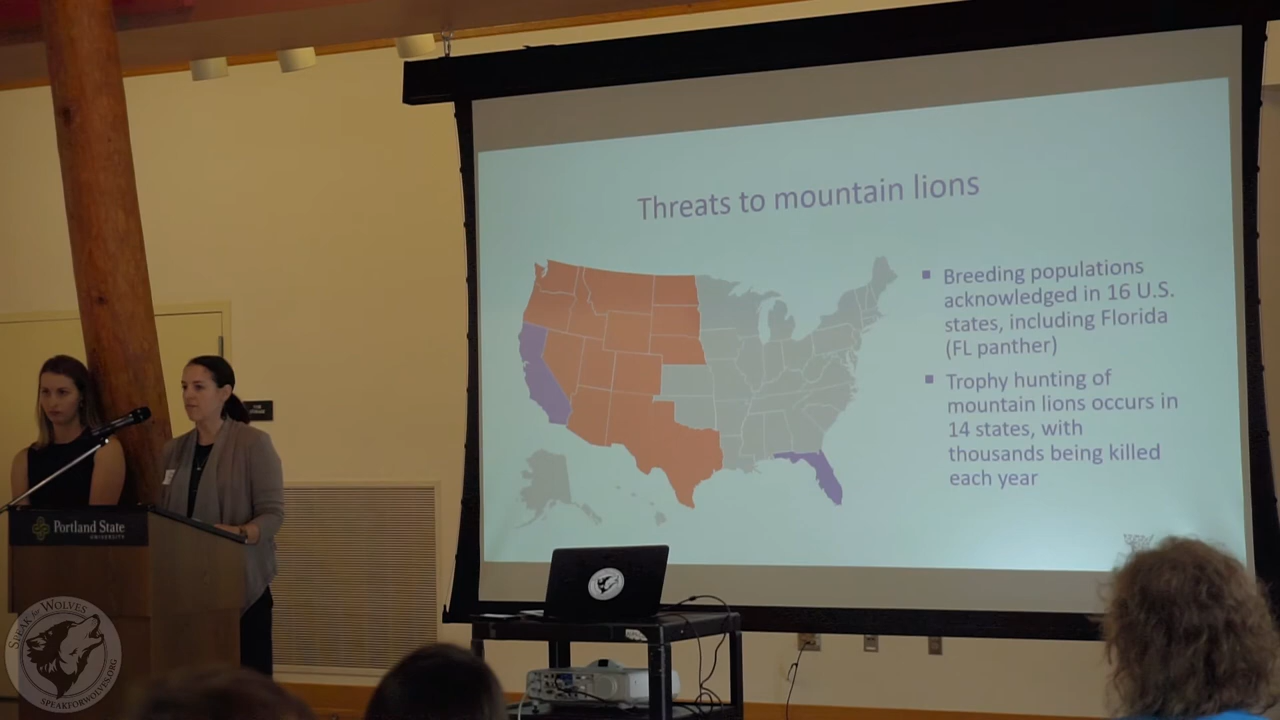 Threats to mountain lions
▪ Breeding populations
acknowledged in 16 U.S.
states, including Florida
(FL panther)
▪ Trophy hunting of
mountain lions occurs in
14 states, with
thousands being killed
each year
Portland State
UNIVERSITY
SPEAK for WOLVES
SPEAKFORWOLVES.ORG